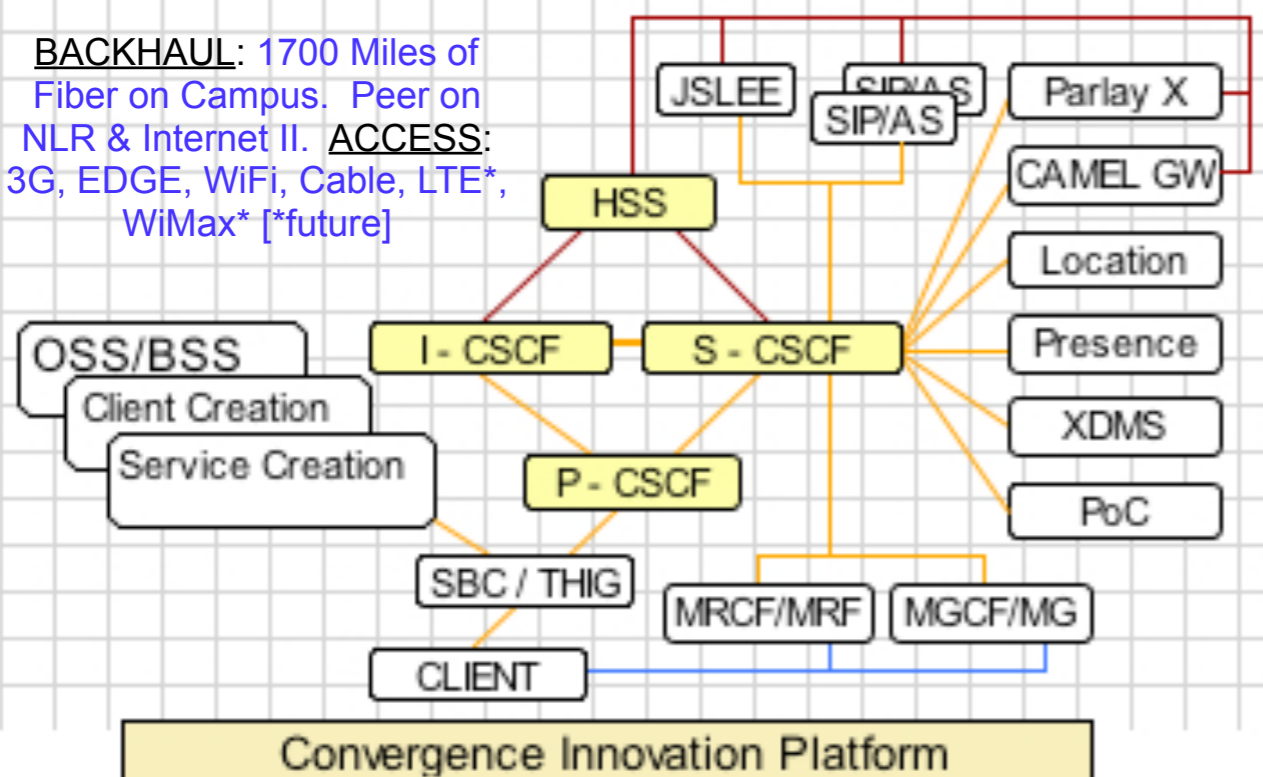 BACKHAUL: 1700 Miles of
Fiber on Campus. Peer on
NLR & Internet II. ACCESS:
3G, EDGE, WiFi, Cable, LTE*,
WiMax* [*future]
JSLEE
SIP/AS
SIP/AS
Parlay X
CAMEL GW
HSS
Location
OSS/BSS
I - CSCF
S - CSCF
Presence
Client Creation
XDMS
Service Creation
P - CSCF
PoC
SBC / THIG
MRCF/MRF
MGCF/MG
CLIENT
Convergence Innovation Platform